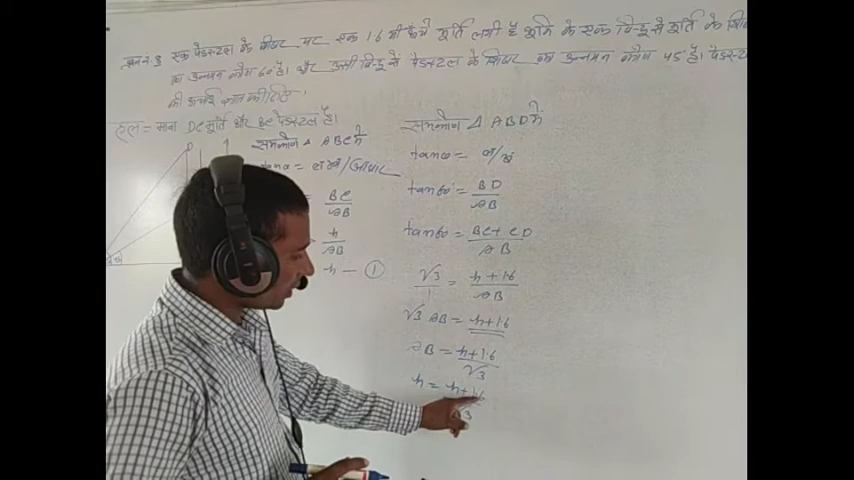 प्रश्न नं. 8 एक पेडस्टल के शिखर पर एक 1.6 मी ऊँची मूर्ति लगी है भूमि के एक बिन्दु से मूर्ति के शिखर
का उन्नयन कोण 60 है। और उसी बिन्दु से पेडस्टल के शिखर का उन्नयन कोण 45 है। पेडस्टल
की ऊंचाई ज्ञात कीजिए।
हल = माना DC मूर्ति और BC पेडस्टल है।
समकोण △ ABC में
= लम्ब/आधार
= BC/AB
= h/AB
h — ①
समकोण △ ABD में
tanθ =
tan60° = BD/AB
tan60 = BC+CD/AB
√3/1 = h+1.6/AB
√3 AB = h+1.6
AB = h+1.6/√3
h = h+1.6/√3